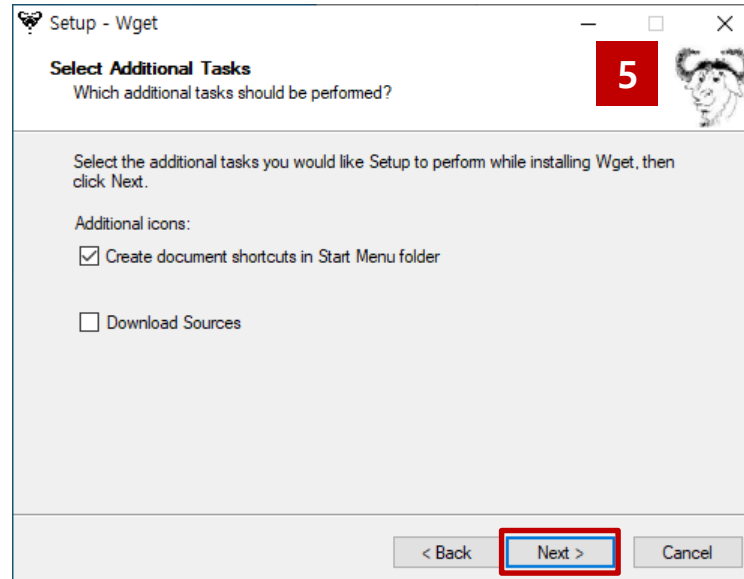 Setup - Wget
Select Additional Tasks
Which additional tasks should be performed?
5
Select the additional tasks you would like Setup to perform while installing Wget, then
click Next.
Additional icons:
Create document shortcuts in Start Menu folder
Download Sources
< Back Next > Cancel